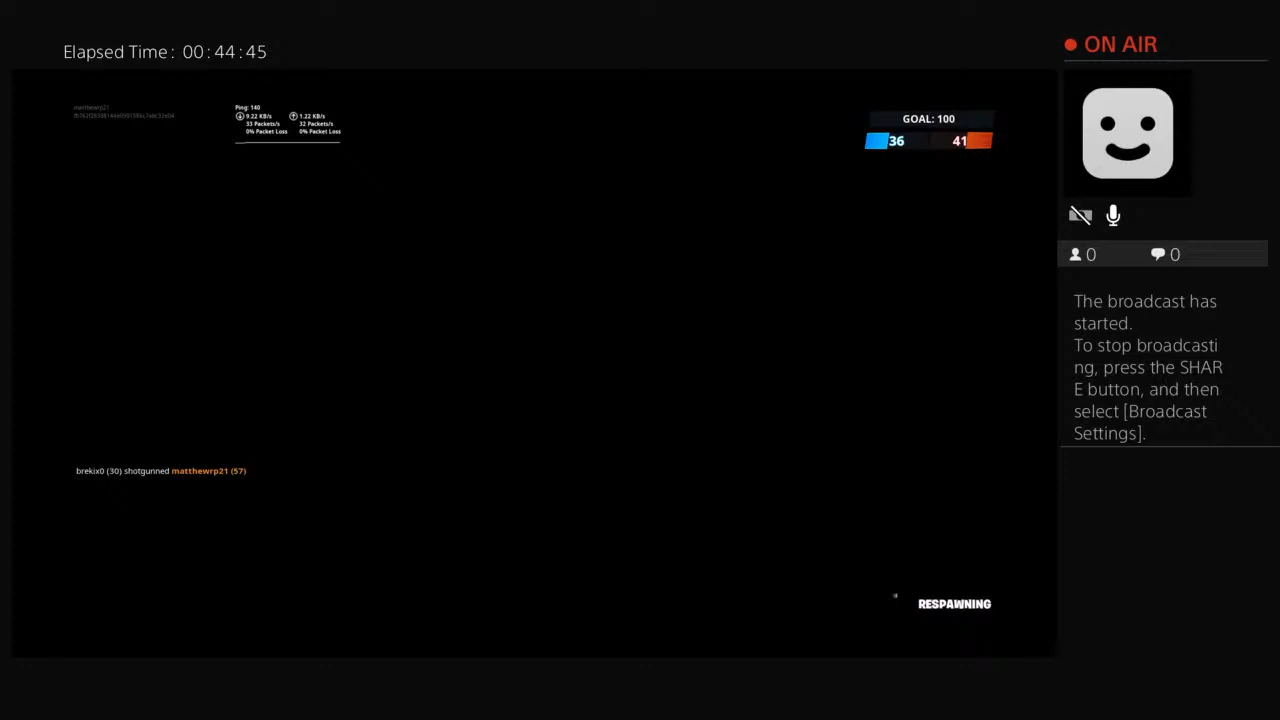 Elapsed Time: 00:44:45
ON AIR
matthewrp21
Ping: 140
9.22 KB/s 1.22 KB/s
33 Packets/s 32 Packets/s
0% Packet Loss 0% Packet Loss
GOAL: 100
36 41
0 0
The broadcast has
started.
To stop broadcasti
ng, press the SHAR
E button, and then
select [Broadcast
Settings].
brekix0 (30) shotgunned matthewrp21 (57)
RESPAWNING